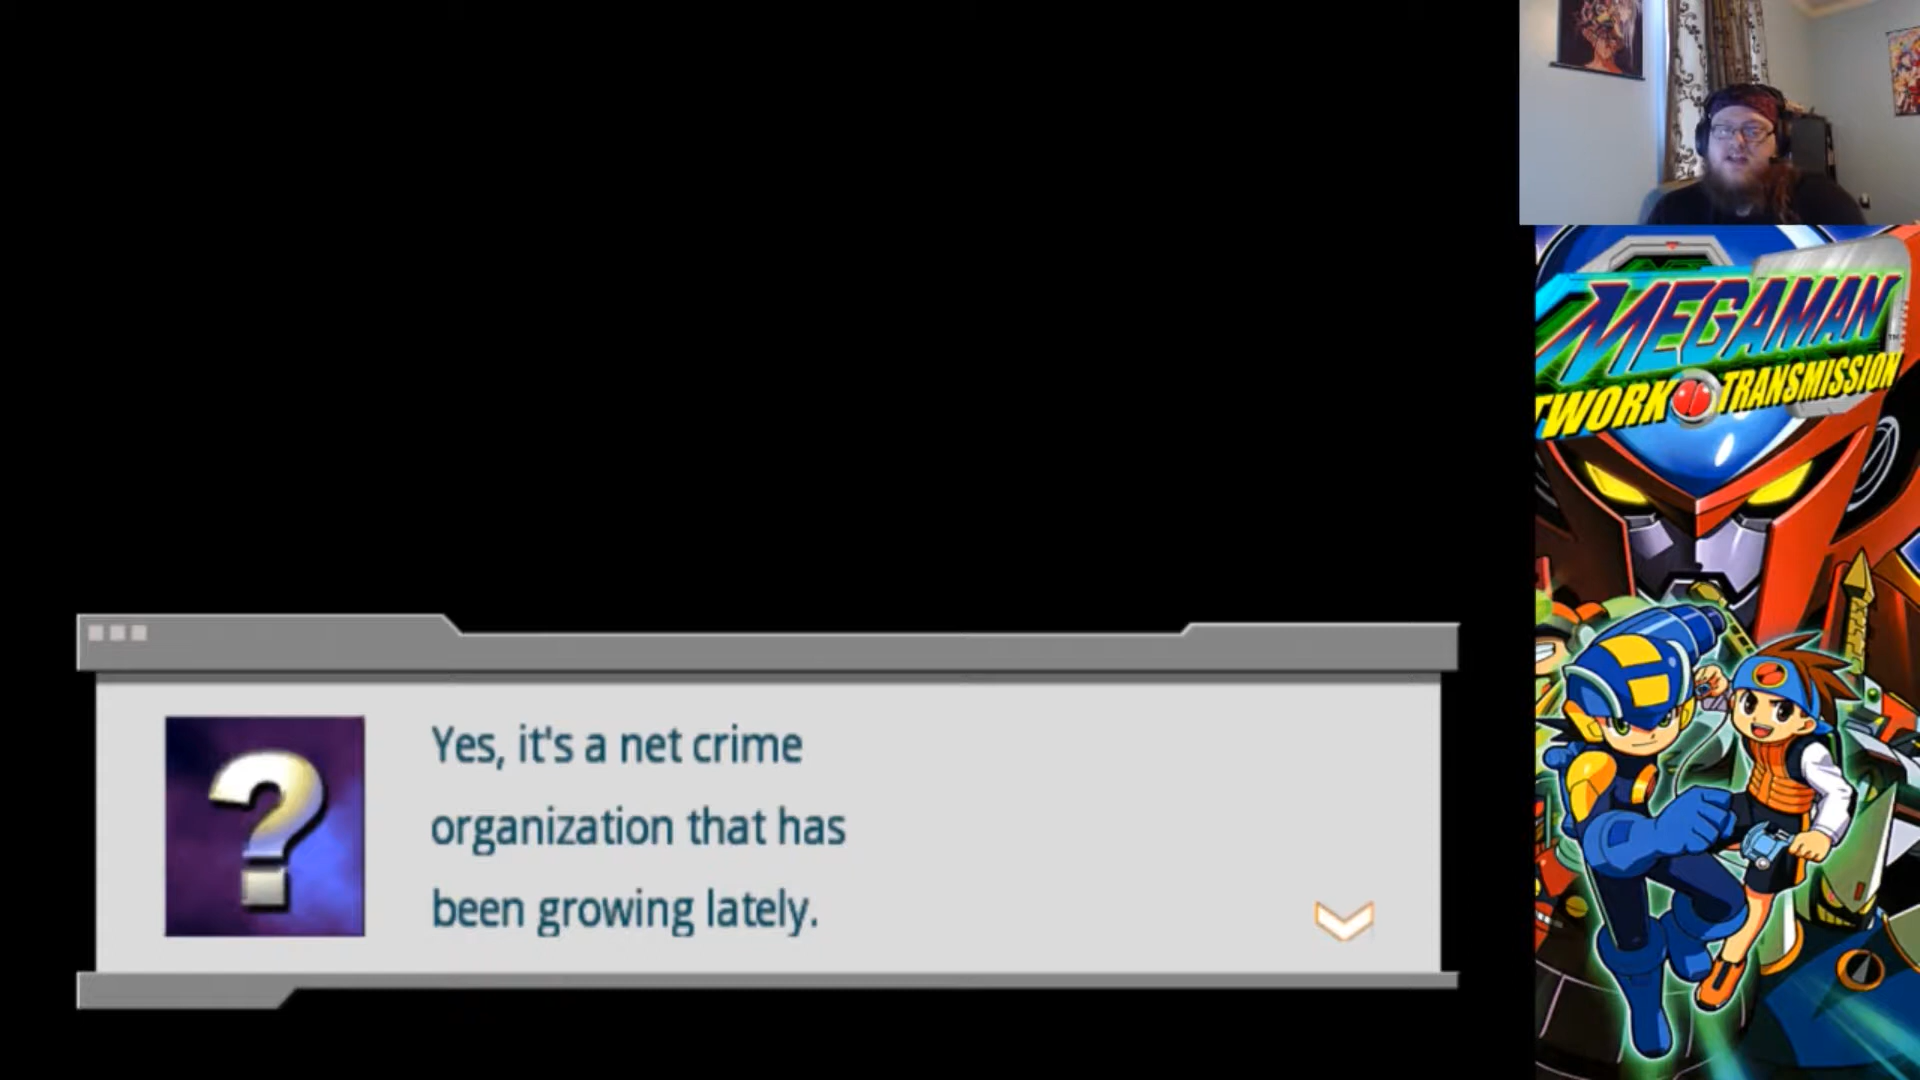 MEGAMAN
TWORK TRANSMISSION
Yes, it's a net crime
organization that has
been growing lately.